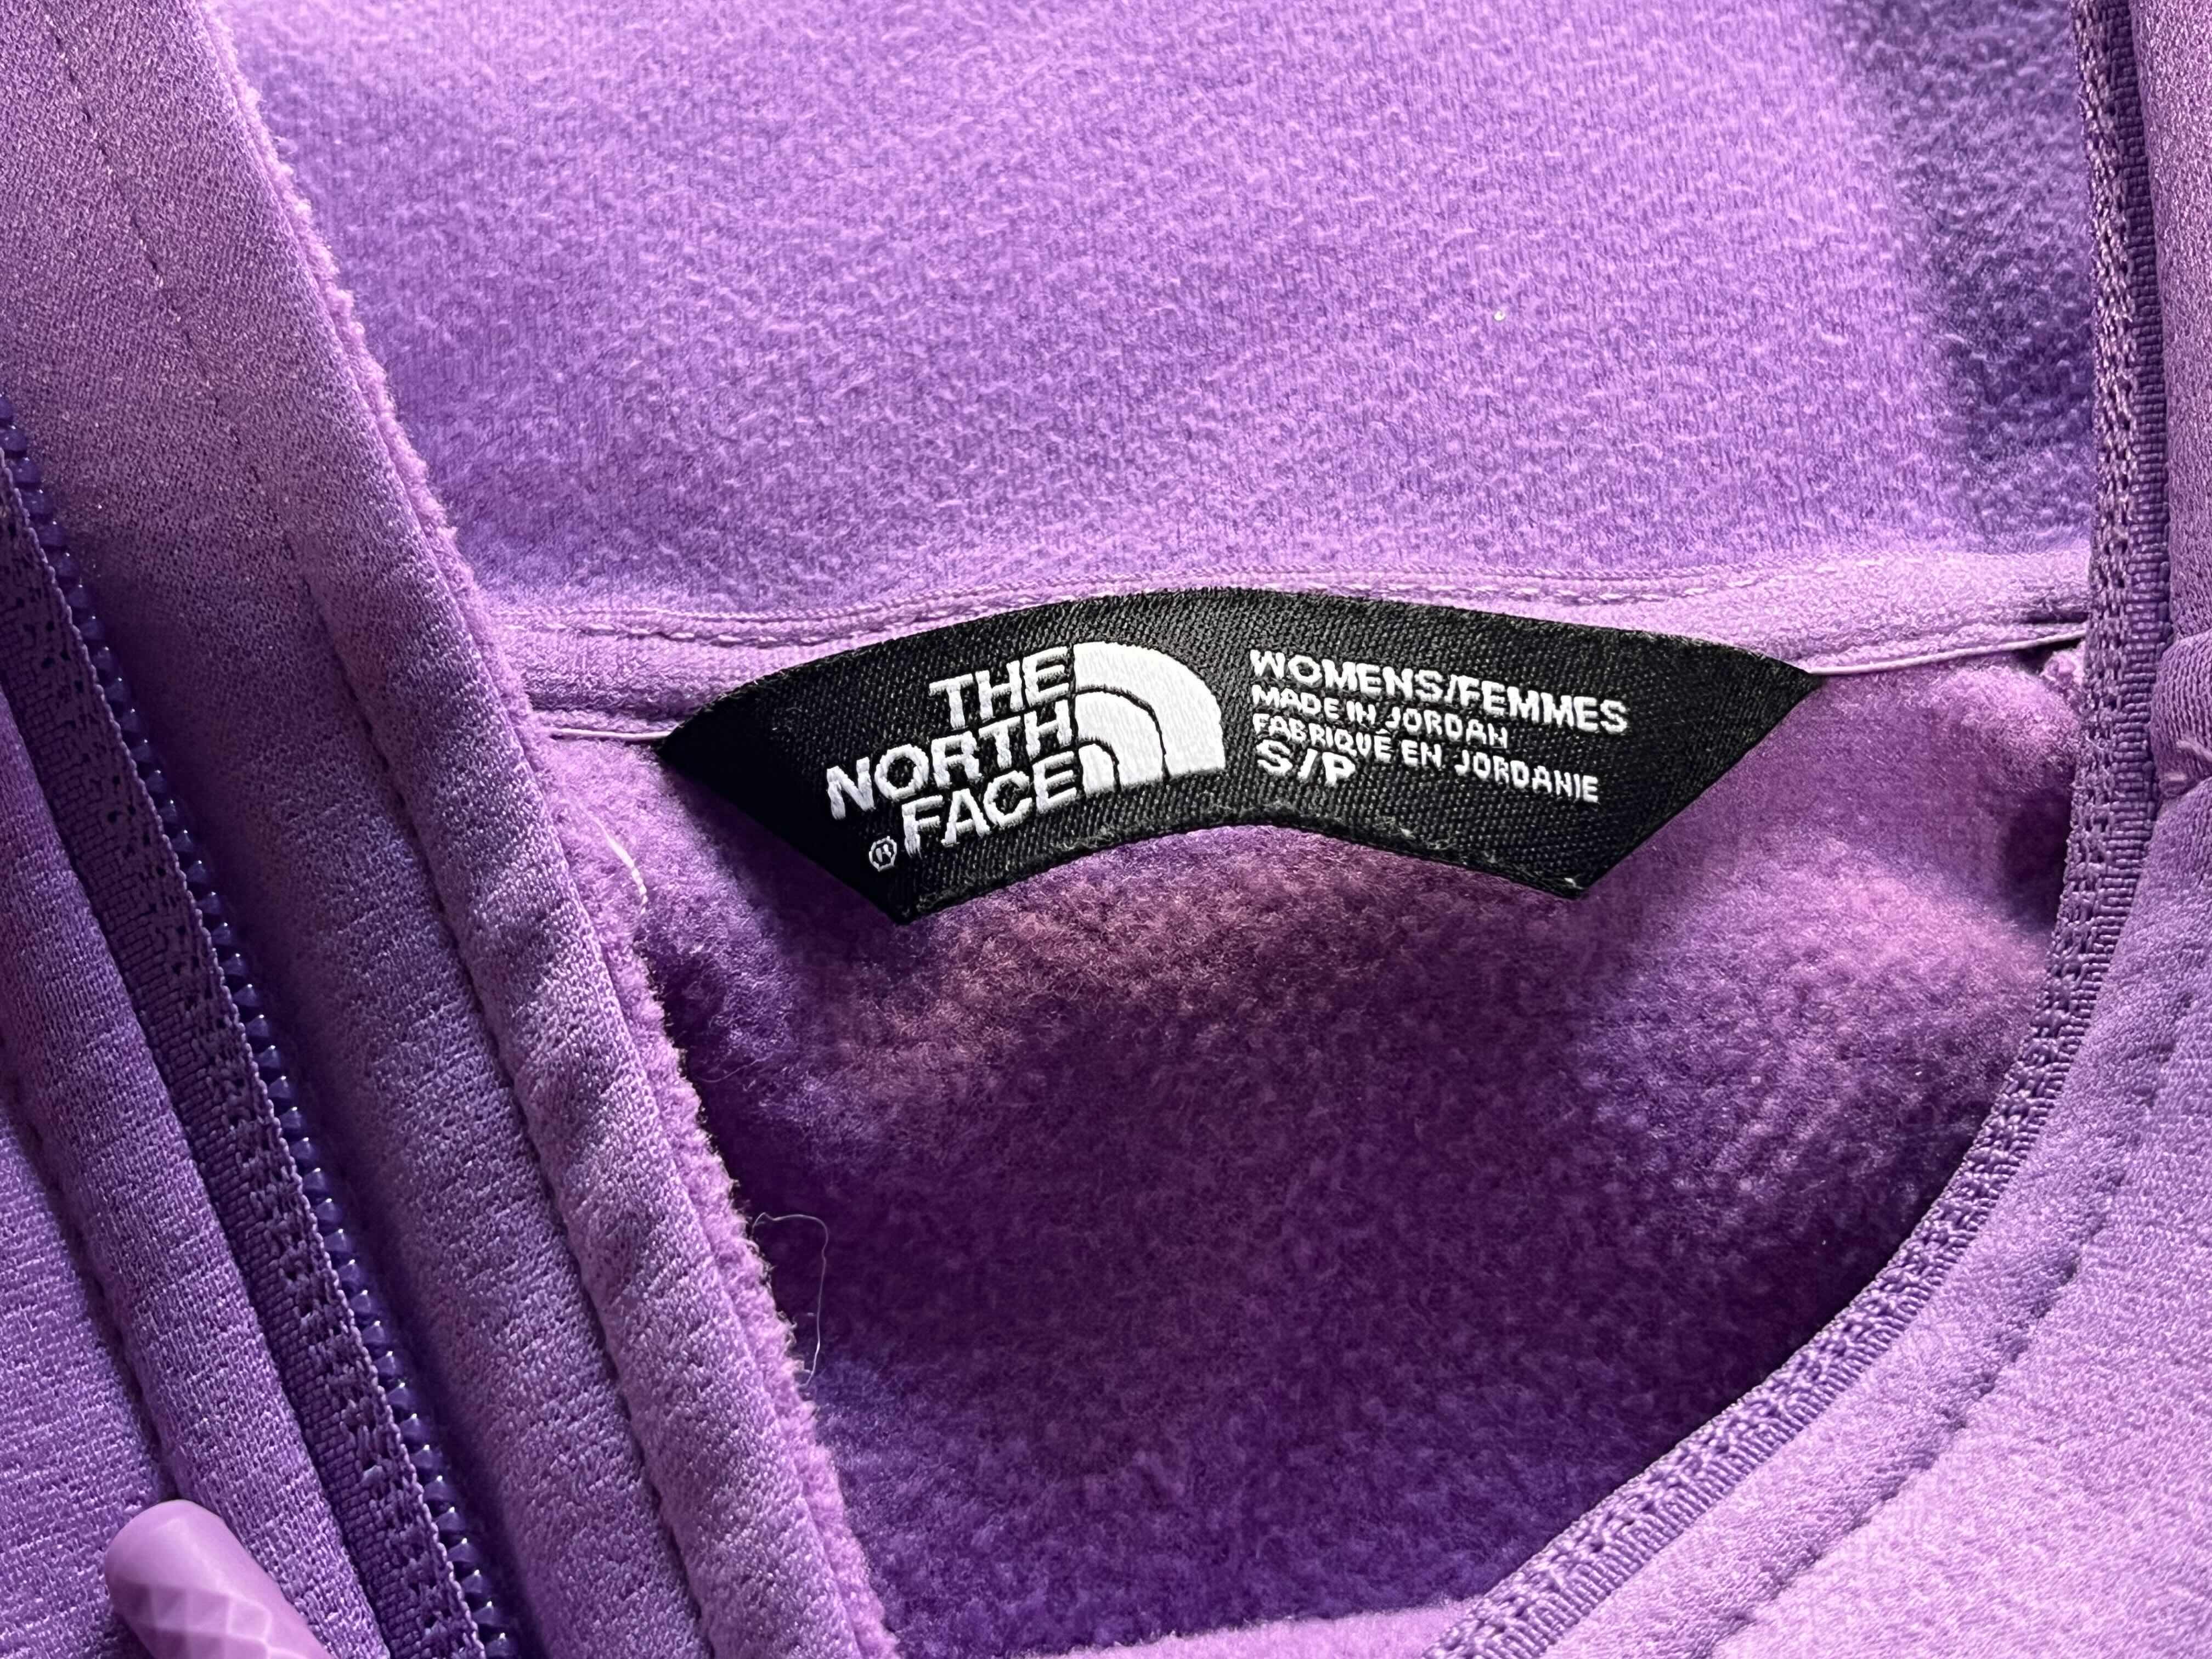 THE
NORTH
FACE
®
WOMENS/FEMMES
MADE IN JORDAN
FABRIQUÉ EN JORDANIE
S/P